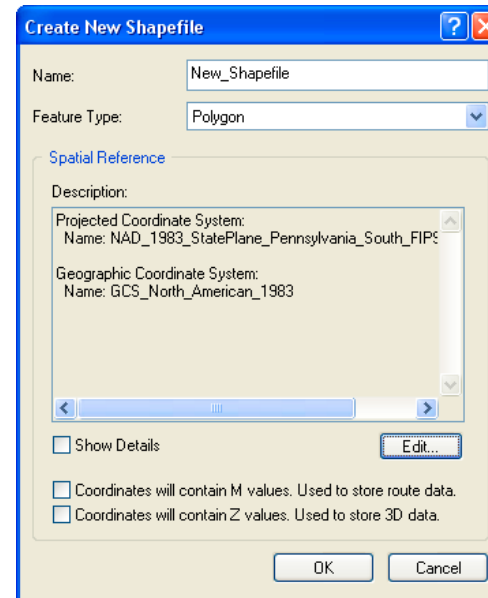 Create New Shapefile
Name:
New_Shapefile
Feature Type:
Polygon
Spatial Reference
Description:
Projected Coordinate System:
Name: NAD_1983_StatePlane_Pennsylvania_South_FIPS
Geographic Coordinate System:
Name: GCS_North_American_1983
Show Details
Edit...
Coordinates will contain M values. Used to store route data.
Coordinates will contain Z values. Used to store 3D data.
OK
Cancel